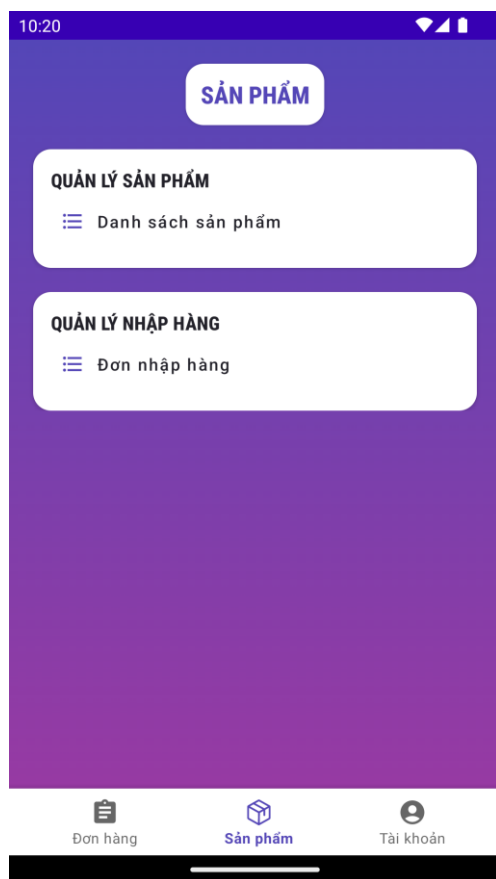 10:20
SẢN PHẨM
QUẢN LÝ SẢN PHẨM
Danh sách sản phẩm
QUẢN LÝ NHẬP HÀNG
Đơn nhập hàng
Đơn hàng
Sản phẩm
Tài khoản